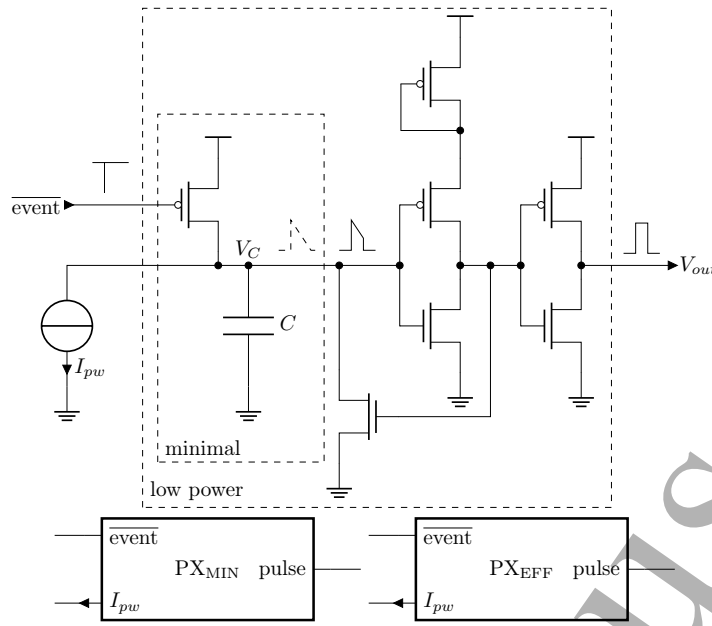 event
V_C
V_out
C
I_pw
minimal
low power
event
PX_MIN pulse
I_pw
event
PX_EFF pulse
I_pw